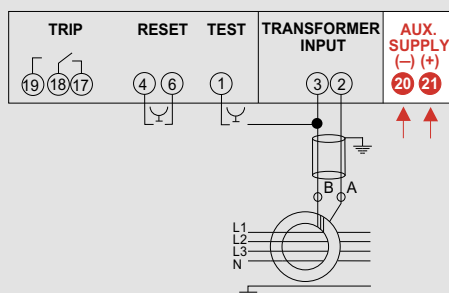 TRIP RESET TEST TRANSFORMER INPUT AUX. SUPPLY
(—) (+)
19 18 17 4 6 1 3 2 20 21
B A
L1
L2
L3
N